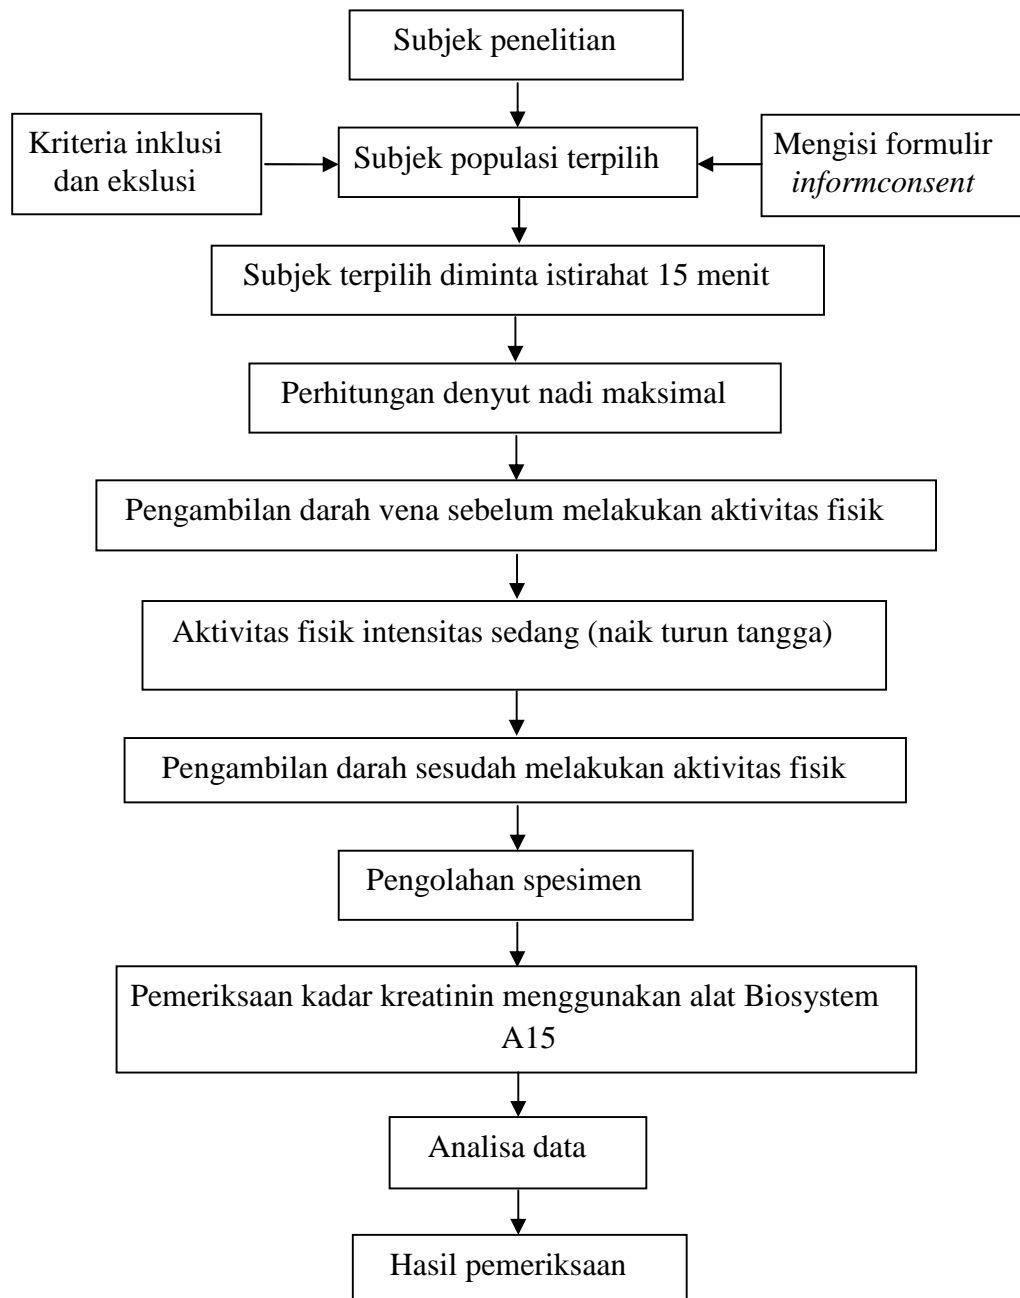 Subjek penelitian
Kriteria inklusi
dan ekslusi
Subjek populasi terpilih
Mengisi formulir
informconsent
Subjek terpilih diminta istirahat 15 menit
Perhitungan denyut nadi maksimal
Pengambilan darah vena sebelum melakukan aktivitas fisik
Aktivitas fisik intensitas sedang (naik turun tangga)
Pengambilan darah sesudah melakukan aktivitas fisik
Pengolahan spesimen
Pemeriksaan kadar kreatinin menggunakan alat Biosystem
A15
Analisa data
Hasil pemeriksaan